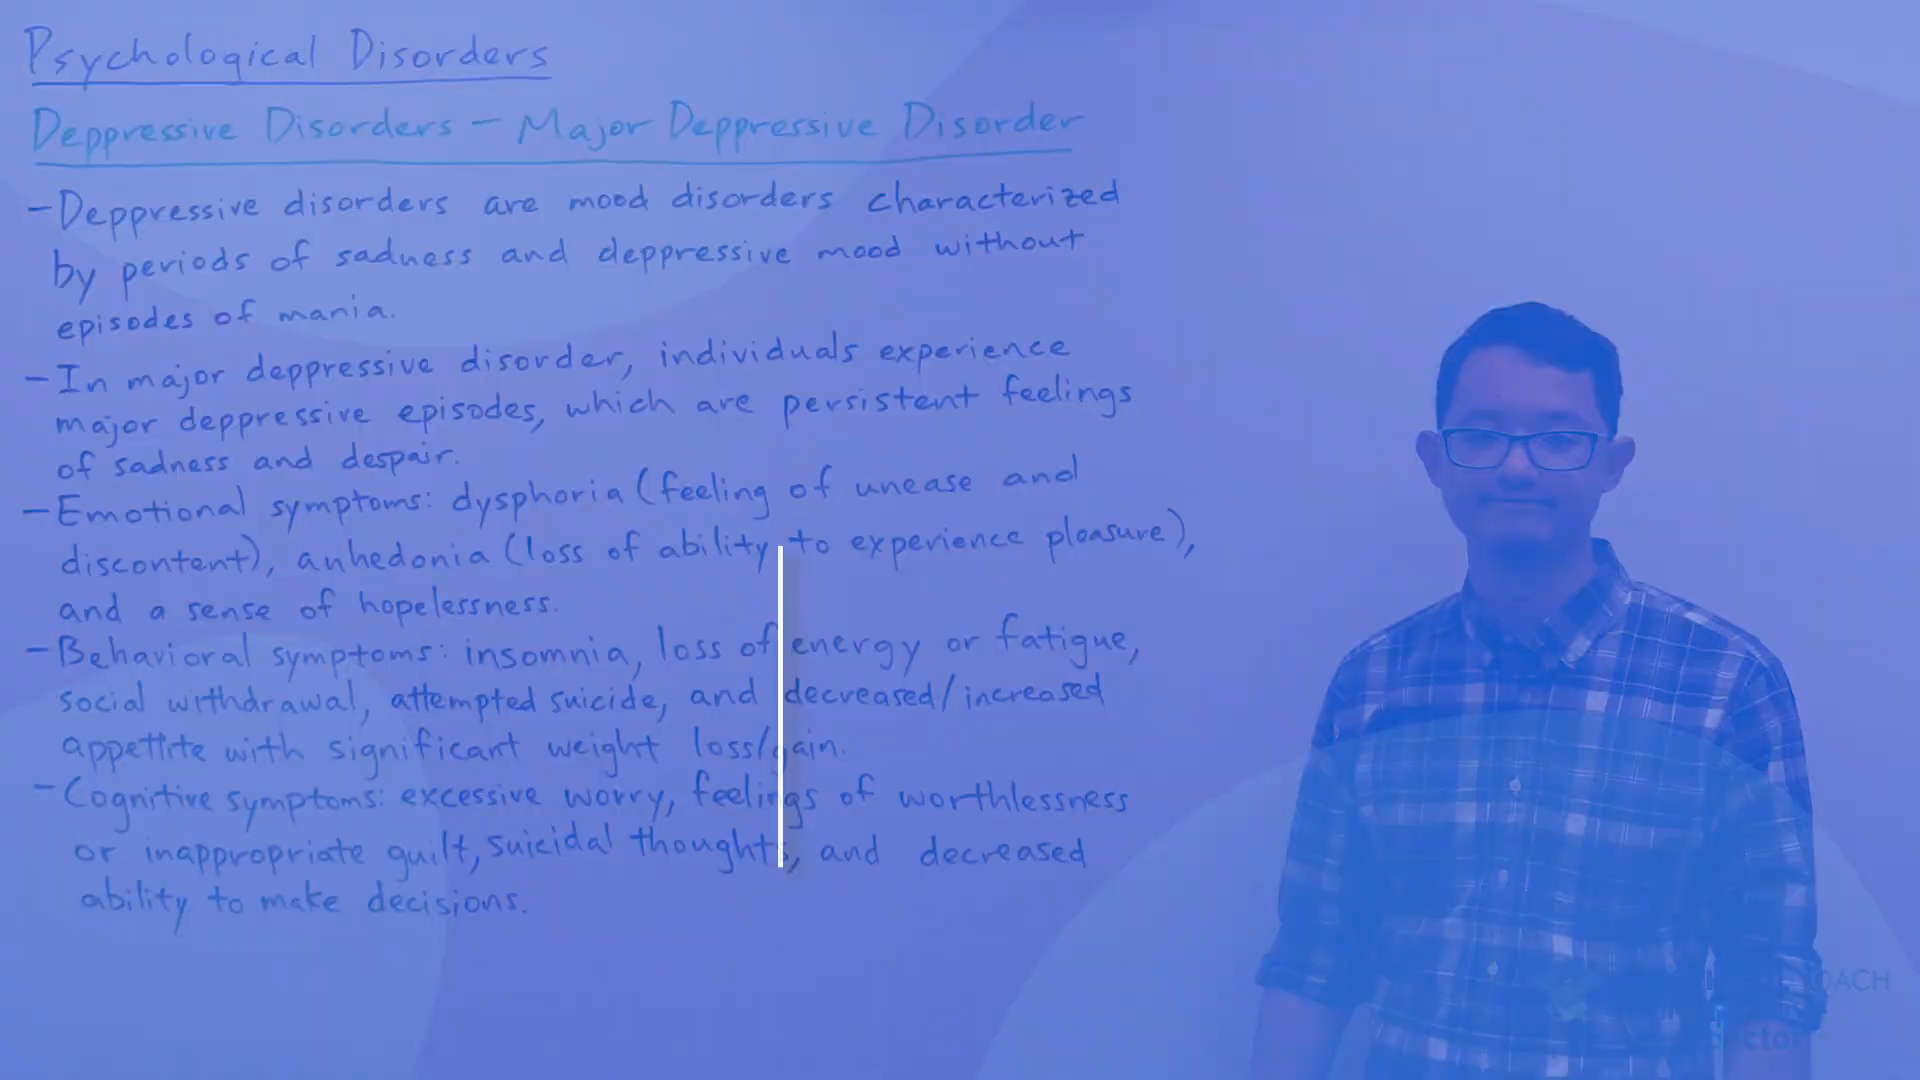 Psychological Disorders
Deppressive Disorders - Major Deppressive Disorder
- Deppressive disorders are mood disorders characterized
by periods of sadness and deppressive mood without
episodes of mania.
- In major deppressive disorder, individuals experience
major deppressive episodes, which are persistent feelings
of sadness and despair.
- Emotional symptoms: dysphoria (feeling of unease and
discontent), anhedonia (loss of ability to experience pleasure),
and a sense of hopelessness.
- Behavioral symptoms: insomnia, loss of energy or fatigue,
social withdrawal, attempted suicide, and decreased/increased
appettite with significant weight loss/gain.
- Cognitive symptoms: excessive worry, feelings of worthlessness
or inappropriate guilt, suicidal thoughts, and decreased
ability to make decisions.